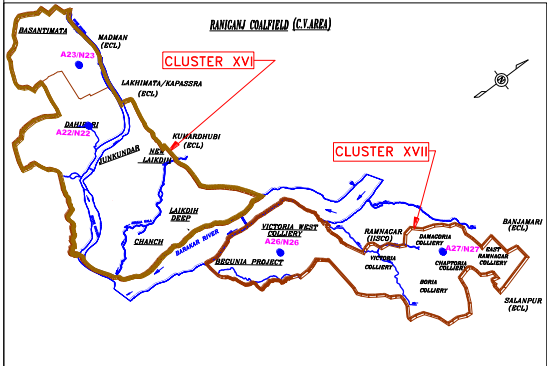 RANIGANJ COALFIELD (C.V.AREA)
BASANTIMATA
MADMAN
(ECL)
A23/N23
CLUSTER XVI
LAKHIMATA/KAPASSRA
(ECL)
DAHIBARI
A22/N22
KUMARDHUBI
(ECL)
SUNKUNDAR
NEW
LAIKDIH
CLUSTER XVII
LAIKDIH
DEEP
CHANCH
BARAKAR RIVER
VICTORIA WEST
COLLIERY
A26/N26
BEGUNIA PROJECT
RAMNAGAR
(IISCO)
VICTORIA
COLLIERY
DAMAGORIA
COLLIERY
A27/N27
CHAPTORIA
COLLIERY
EAST
RAMNAGAR
COLLIERY
BORIA
COLLIERY
BANJAMARI
(ECL)
SALANPUR
(ECL)